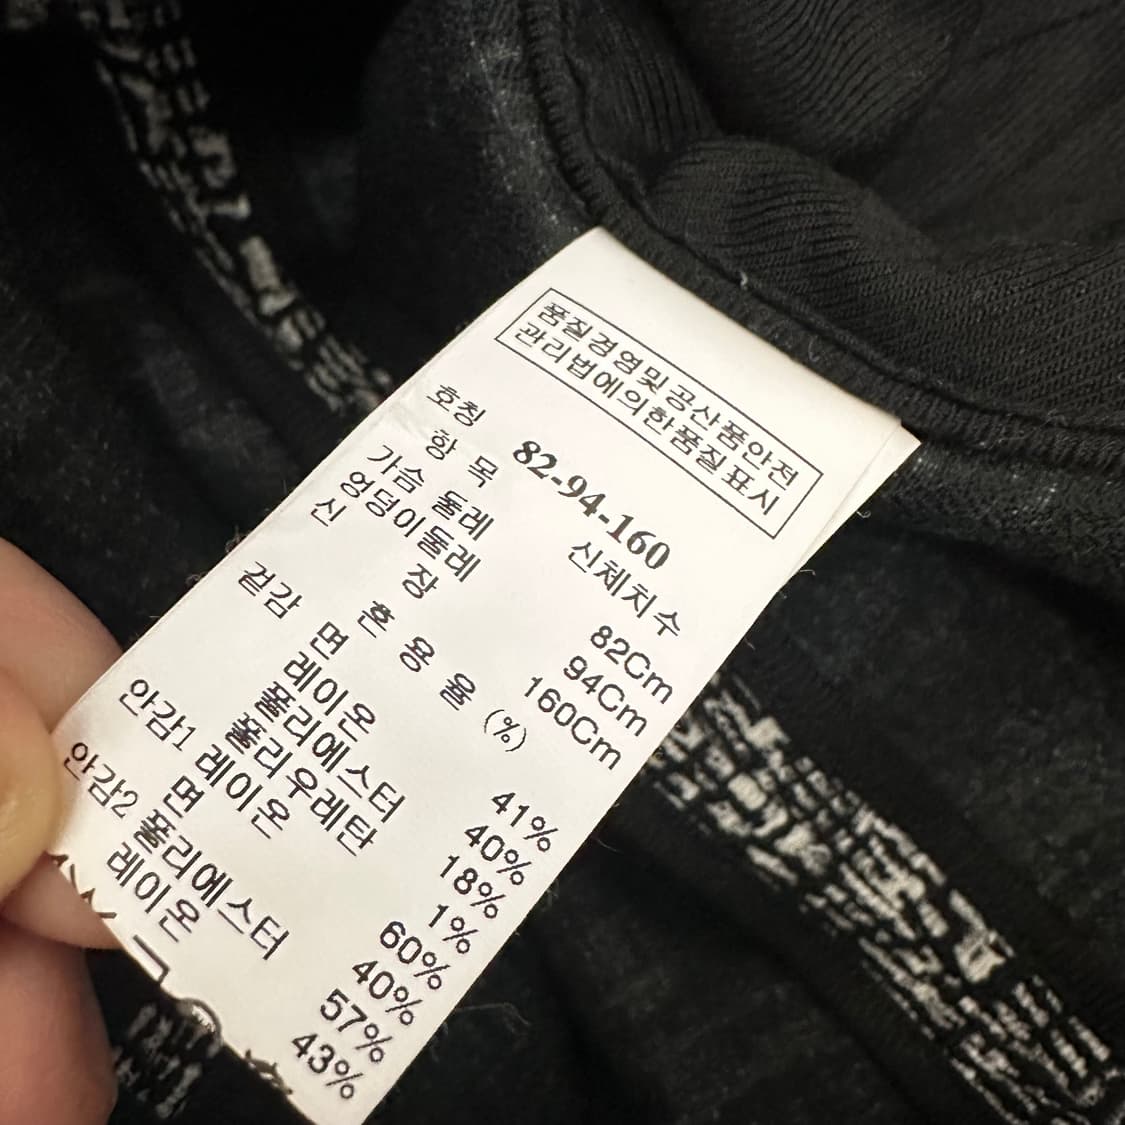 품질경영및공산품안전
관리법에의한품질표시
호칭 82-94-160
항 목 신체치수
가슴 둘레 82Cm
엉덩이둘레 94Cm
신 장 160Cm
혼 용 율 (%)
겉감 면 41%
레이온 40%
폴리에스터 18%
폴리우레탄 1%
안감1 레이온 60%
면 40%
안감2 폴리에스터 57%
레이온 43%